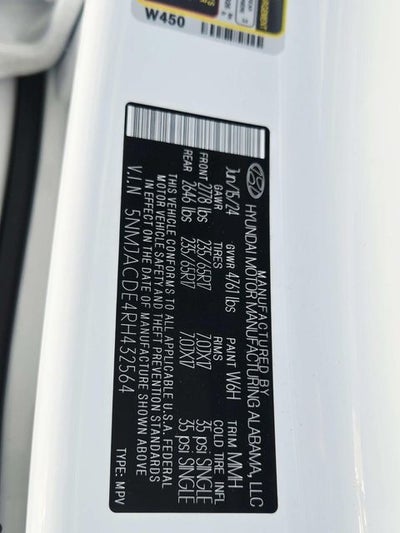 W450
MANUFACTURED BY
HYUNDAI MOTOR MANUFACTURING ALABAMA, LLC
Jun/15/24 GVWR 4761 lbs PAINT W6H TRIM MMH
GAWR TIRES RIMS COLD TIRE INFL
FRONT 2778 lbs 235/65R17 7.0JX17 35 psi SINGLE
REAR 2646 lbs 235/65R17 7.0JX17 35 psi SINGLE
THIS VEHICLE CONFORMS TO ALL APPLICABLE U.S.A. FEDERAL
MOTOR VEHICLE SAFETY AND THEFT PREVENTION STANDARDS
IN EFFECT ON THE DATE OF MANUFACTURE SHOWN ABOVE
V.I.N 5NMJACDE4RH432564 TYPE: MPV